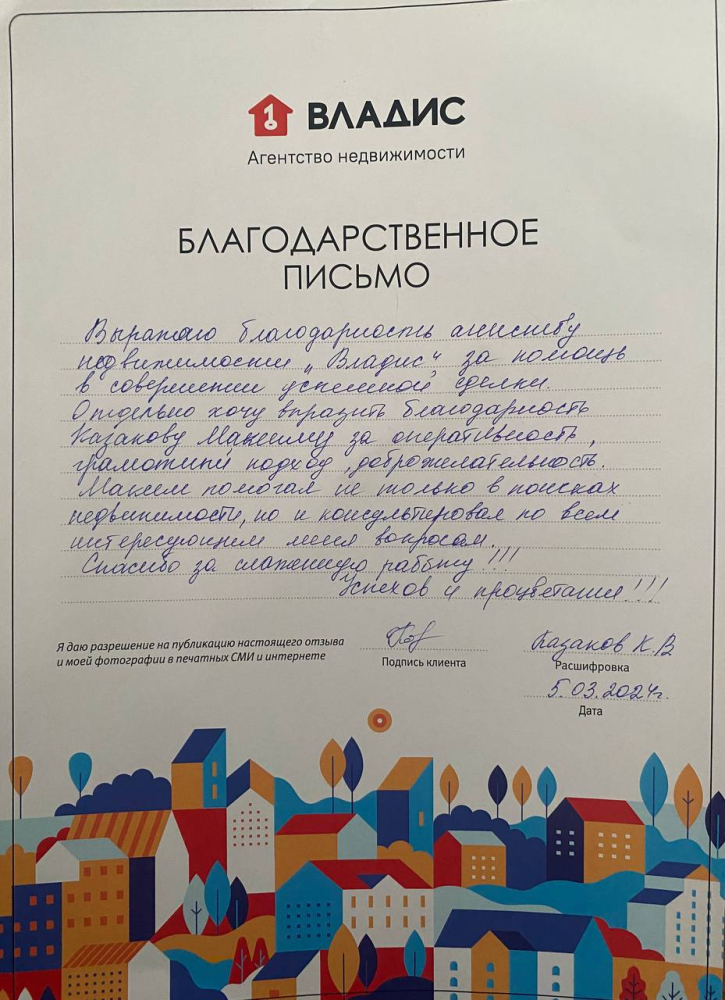 ВЛАДИС
Агентство недвижимости
БЛАГОДАРСТВЕННОЕ
ПИСЬМО
Выражаю благодарность агентству
недвижимости „Владис“, за помощь
в совершении успешной сделки.
Отдельно хочу выразить благодарность
Казакову Максиму за оперативность,
грамотный подход, доброжелательность.
Максим помогал не только в поисках
недвижимости, но и консультировал по всем
интересующим меня вопросам.
Спасибо за слаженную работу!!!
Успехов и процветания!!!
Я даю разрешение на публикацию настоящего отзыва
и моей фотографии в печатных СМИ и интернете
Подпись клиента
Казаков К.В
Расшифровка
5.03.2024г.
Дата